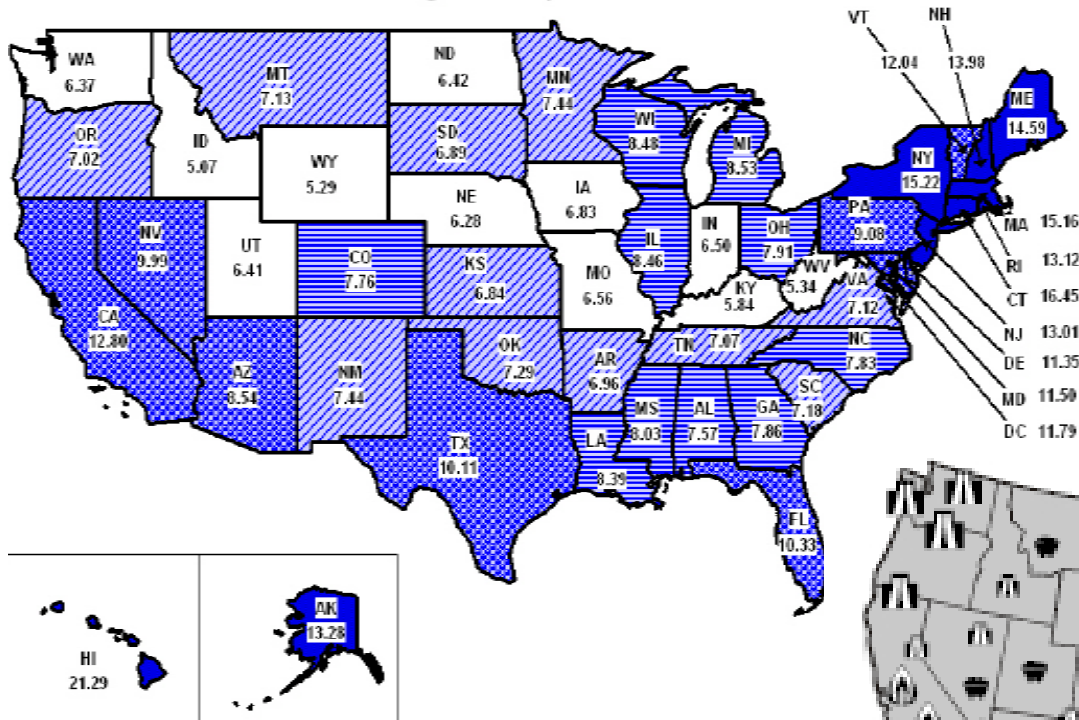 VT NH
12.04 13.98
WA
6.37
MT
7.13
ND
6.42
MN
7.44
OR
7.02
ID
5.07
WY
5.29
SD
6.89
WI
8.48
MI
8.53
NY
15.22
ME
14.59
NE
6.28
IA
6.83
NV
9.99
UT
6.41
CO
7.76
KS
6.84
MO
6.56
IL
8.46
IN
6.50
OH
7.91
PA
9.08
WV
5.34
VA
7.12
KY
5.84
CA
12.80
AZ
8.54
NM
7.44
OK
7.29
AR
6.96
TN 7.07
NC
7.83
SC
7.18
MS
8.03
AL
7.57
GA
7.86
LA
8.39
TX
10.11
FL
10.33
MA 15.16
RI 13.12
CT 16.45
NJ 13.01
DE 11.35
MD 11.50
DC 11.79
HI
21.29
AK
13.28